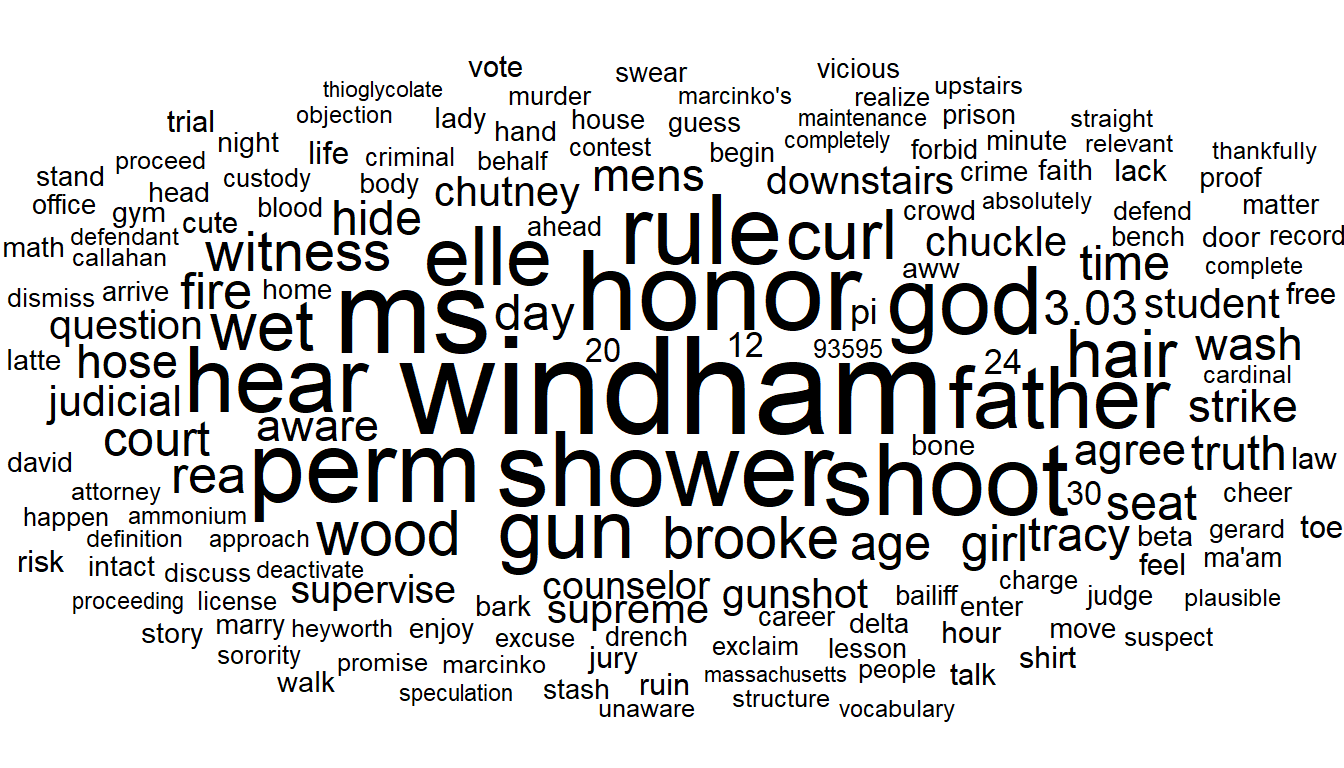 vote swear vicious
thioglycolate murder marcinko's realize upstairs
trial objection lady hand house guess maintenance prison straight
night life criminal behalf contest begin completely forbid minute relevant thankfully
stand proceed custody body chutney mens downstairs crime faith lack proof
office head gym cute blood hide ahead rule curl crowd absolutely defend matter
math defendant callahan witness elle honor chuckle bench door record
dismiss arrive fire home ms day pi aww god time complete
question wet 3.03 student free
latte hose 20 12 93595 24 hair wash
judicial hear windham father cardinal strike
court aware bone agree truth law
david rea perm shower shoot 30 seat cheer
attorney
happen ammonium wood gun brooke age girl tracy beta gerard toe
definition approach
risk intact discuss deactivate feel ma'am
proceeding license supervise counselor gunshot bailiff charge judge plausible
story marry heyworth enjoy bark supreme career delta enter hour move suspect
sorority promise marcinko excuse drench exclaim lesson
walk speculation stash jury ruin massachusetts people talk shirt
unaware structure vocabulary